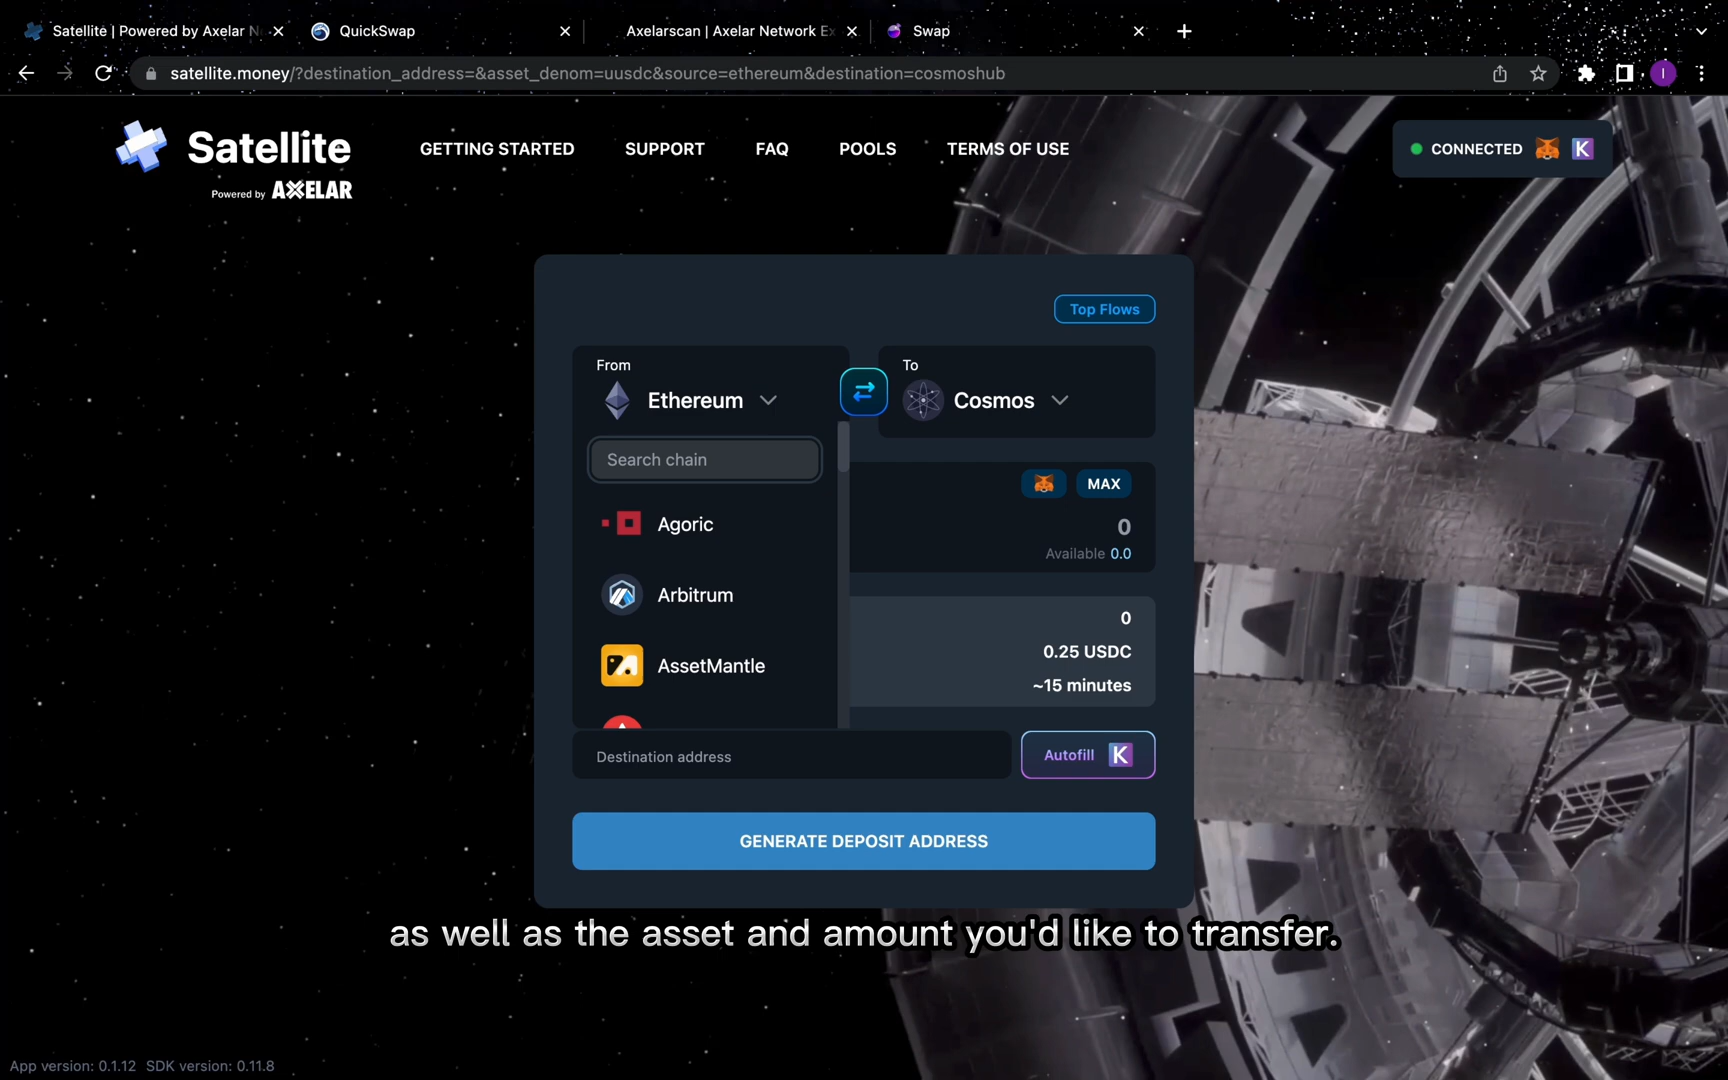 Satellite | Powered by Axelar N
QuickSwap
Axelarscan | Axelar Network Ex
Swap
satellite.money/?destination_address=&asset_denom=uusdc&source=ethereum&destination=cosmoshub
I
Satellite
Powered by AXELAR
GETTING STARTED
SUPPORT
FAQ
POOLS
TERMS OF USE
CONNECTED
K
Top Flows
From
Ethereum
To
Cosmos
Search chain
Agoric
Arbitrum
AssetMantle
MAX
0
Available 0.0
0
0.25 USDC
~15 minutes
Destination address
Autofill K
GENERATE DEPOSIT ADDRESS
as well as the asset and amount you'd like to transfer.
App version: 0.1.12 SDK version: 0.11.8